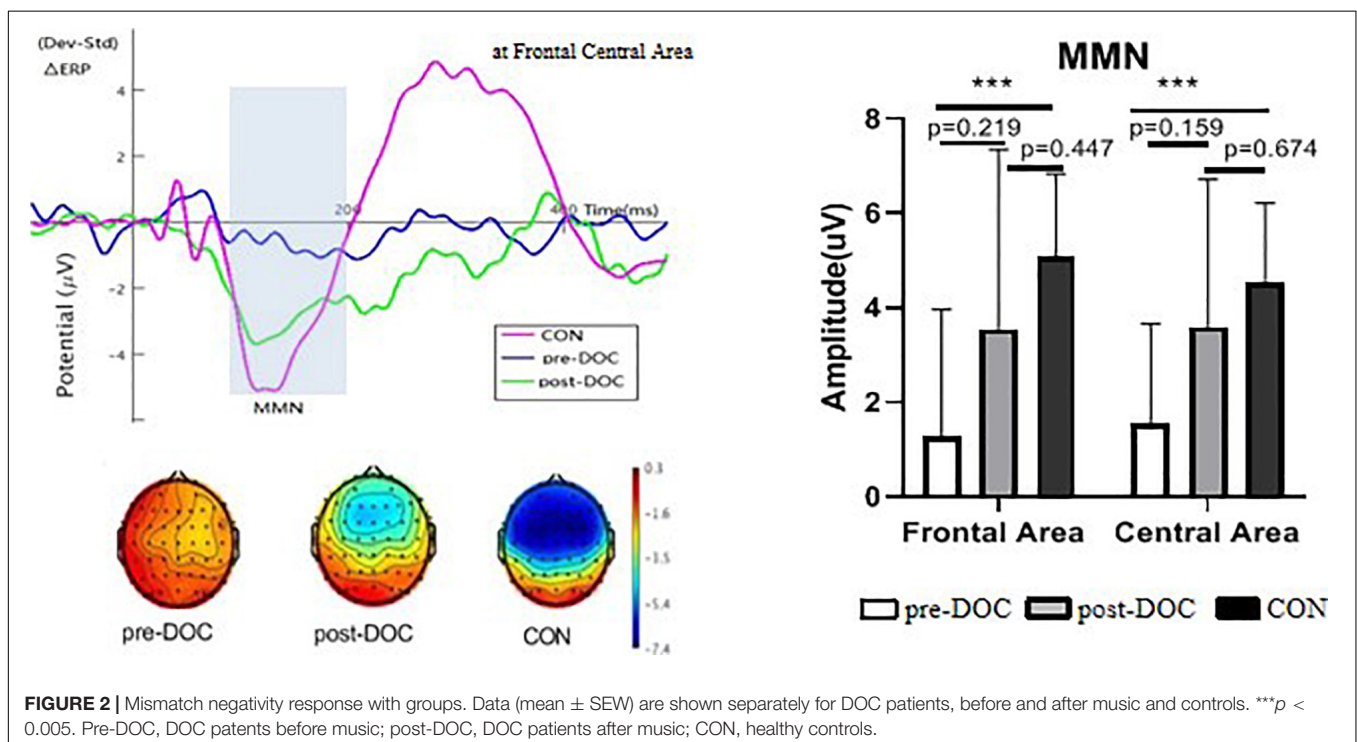 (Dev-Std)
△ERP
at Frontal Central Area
4
2
-2
-4
200
400
Time(ms)
Potential (μV)
CON
pre-DOC
post-DOC
MMN
0.3
-1.6
-3.5
-5.4
-7.4
pre-DOC
post-DOC
CON
MMN
***
***
p=0.219
p=0.159
p=0.447
p=0.674
8
6
4
2
0
Amplitude(uV)
Frontal Area
Central Area
pre-DOC
post-DOC
CON
FIGURE 2 | Mismatch negativity response with groups. Data (mean ± SEW) are shown separately for DOC patients, before and after music and controls. ***p <
0.005. Pre-DOC, DOC patents before music; post-DOC, DOC patients after music; CON, healthy controls.